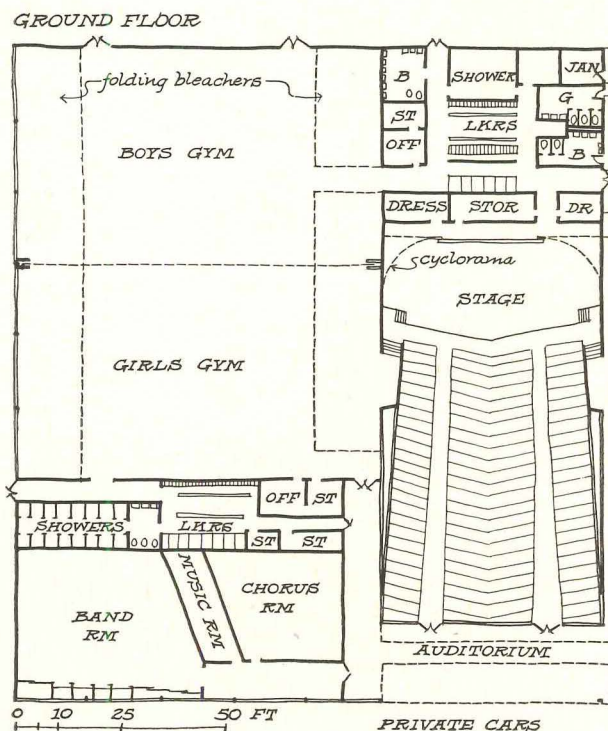 GROUND FLOOR
folding bleachers
BOYS GYM
B
SHOWER
JAN
G
ST
LKRS
OFF
B
DRESS
STOR
DR
cyclorama
STAGE
GIRLS GYM
OFF
ST
SHOWERS
LKRS
ST
ST
MUSIC RM
CHORUS
RM
BAND
RM
AUDITORIUM
0 10 25 50 FT
PRIVATE CARS